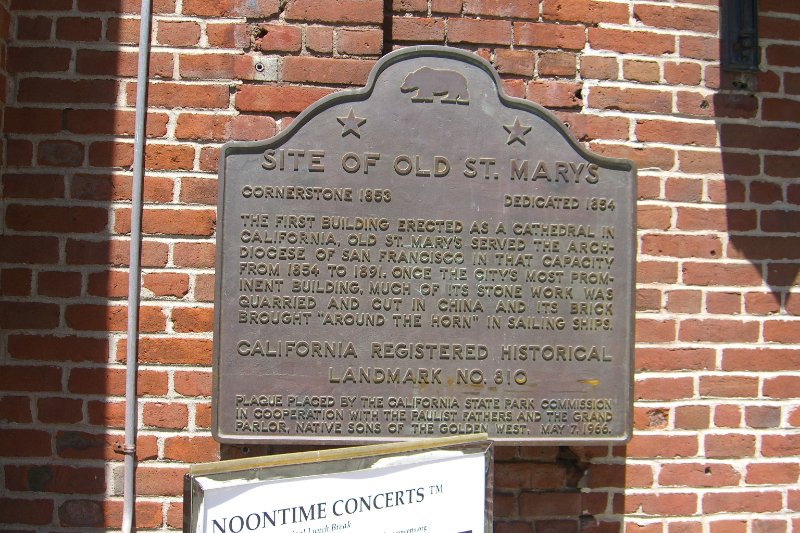 SITE OF OLD ST. MARYS
CORNERSTONE 1853 DEDICATED 1854
THE FIRST BUILDING ERECTED AS A CATHEDRAL IN
CALIFORNIA, OLD ST. MARY'S SERVED THE ARCH-
DIOCESE OF SAN FRANCISCO IN THAT CAPACITY
FROM 1854 TO 1891. ONCE THE CITY'S MOST PROM-
INENT BUILDING, MUCH OF ITS STONE WORK WAS
QUARRIED AND CUT IN CHINA AND ITS BRICK
BROUGHT "AROUND THE HORN" IN SAILING SHIPS.
CALIFORNIA REGISTERED HISTORICAL
LANDMARK NO. 810
PLAQUE PLACED BY THE CALIFORNIA STATE PARK COMMISSION
IN COOPERATION WITH THE PAULIST FATHERS AND THE GRAND
PARLOR, NATIVE SONS OF THE GOLDEN WEST. MAY 7, 1966.
NOONTIME CONCERTS ™
Lunch Break